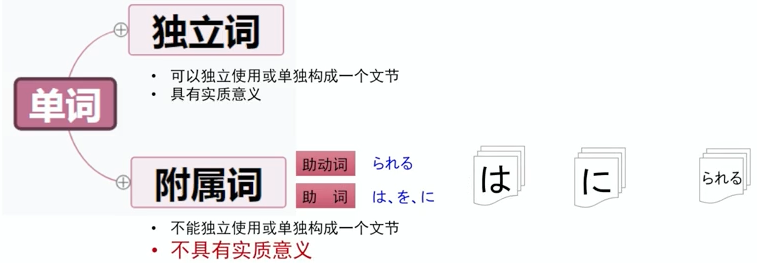 独立词
• 可以独立使用或单独构成一个文节
• 具有实质意义
单词
附属词
助动词 られる
助 词 は、を、に
は
に
られる
• 不能独立使用或单独构成一个文节
• 不具有实质意义